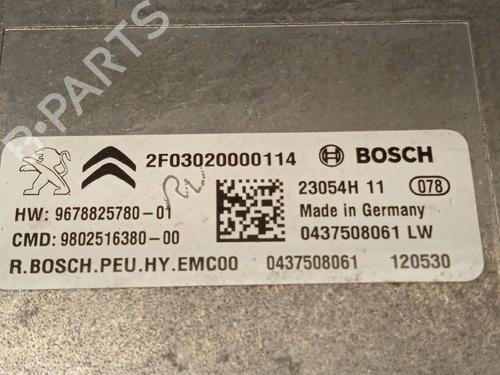 B-PARTS
2F03020000114 BOSCH
HW: 9678825780-01 23054H 11 078
Made in Germany
CMD: 9802516380-00 0437508061 LW
R.BOSCH.PEU.HY.EMC00 0437508061 120530